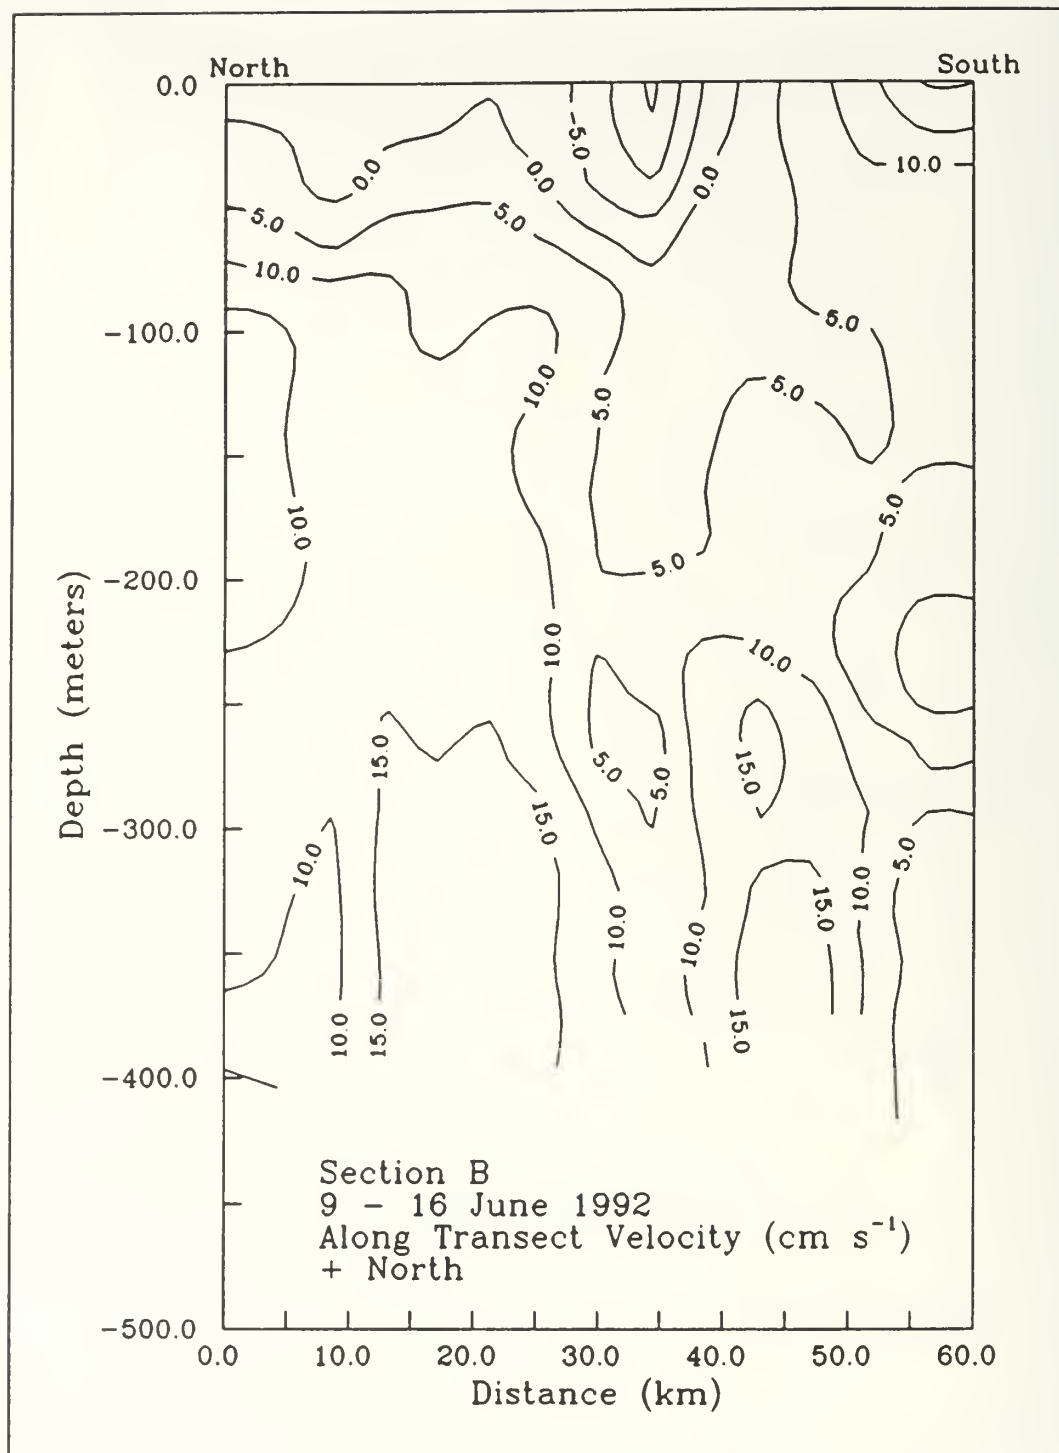 North South
0.0
-100.0
-200.0
-300.0
-400.0
-500.0
Depth (meters)
0.0 10.0 20.0 30.0 40.0 50.0 60.0
Distance (km)
-5.0
0.0 0.0 0.0
10.0
5.0 5.0
10.0
5.0
10.0 5.0 5.0
10.0 5.0
5.0
10.0 10.0
15.0 5.0 5.0 15.0
15.0
10.0 5.0
15.0 10.0
10.0 10.0
10.0 15.0 15.0
Section B
9 - 16 June 1992
Along Transect Velocity (cm s⁻¹)
+ North